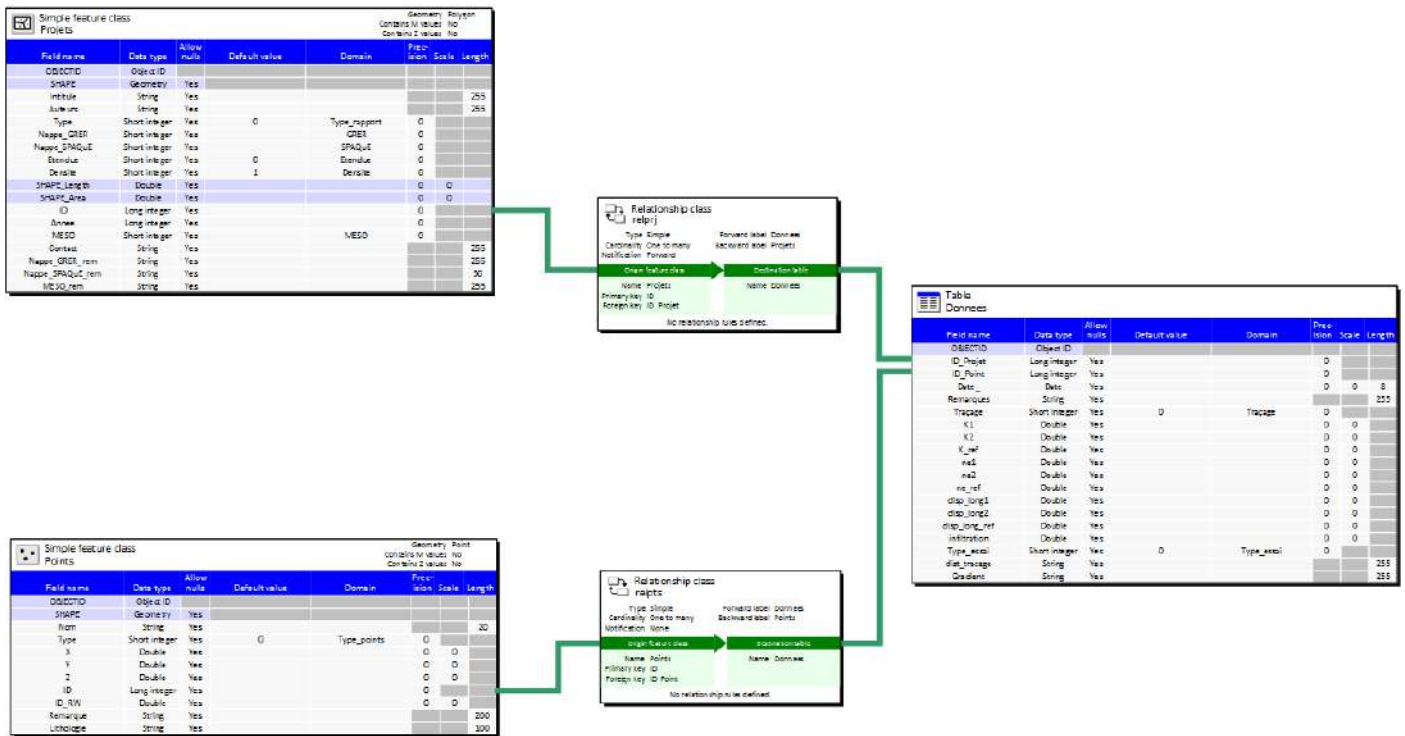 Simple feature class
Projets
Geometry Polygon
Contains M values No
Contains Z values No
Field name Data type Allow nulls Default value Domain Prec-ision Scale Length
OBJECTID Object ID
SHAPE Geometry Yes
Intitule String Yes 255
Auteurs String Yes 255
Type Short integer Yes 0 Type_rapport 0
Nappe_GRER Short integer Yes GRER 0
Nappe_SPAQuE Short integer Yes SPAQuE 0
Etendue Short integer Yes 0 Etendue 0
Densite Short integer Yes 1 Densite 0
SHAPE_Length Double Yes 0 0
SHAPE_Area Double Yes 0 0
ID Long integer Yes 0
Annee Long integer Yes 0
MESO Short integer Yes MESO 0
Contact String Yes 255
Nappe_GRER_rem String Yes 255
Nappe_SPAQuE_rem String Yes 50
MESO_rem String Yes 255
Relationship class
relprj
Type Simple Forward label Donnees
Cardinality One to many Backward label Projets
Notification Forward
Origin feature class Destination table
Name Projets Name Donnees
Primary key ID
Foreign key ID_Projet
No relationship rules defined.
Table
Donnees
Field name Data type Allow nulls Default value Domain Prec-ision Scale Length
OBJECTID Object ID
ID_Projet Long integer Yes 0
ID_Point Long integer Yes 0
Date_ Date Yes 0 0 8
Remarques String Yes 255
Traçage Short integer Yes 0 Traçage 0
K1 Double Yes 0 0
K2 Double Yes 0 0
K_ref Double Yes 0 0
ne1 Double Yes 0 0
ne2 Double Yes 0 0
ne_ref Double Yes 0 0
disp_long1 Double Yes 0 0
disp_long2 Double Yes 0 0
disp_long_ref Double Yes 0 0
infiltration Double Yes 0 0
Type_essai Short integer Yes 0 Type_essai 0
dist_tracage String Yes 255
Gradient String Yes 255
Simple feature class
Points
Geometry Point
Contains M values No
Contains Z values No
Field name Data type Allow nulls Default value Domain Prec-ision Scale Length
OBJECTID Object ID
SHAPE Geometry Yes
Nom String Yes 20
Type Short integer Yes 0 Type_points 0
X Double Yes 0 0
Y Double Yes 0 0
Z Double Yes 0 0
ID Long integer Yes 0
ID_RW Double Yes 0 0
Remarque String Yes 200
Lithologie String Yes 100
Relationship class
relpts
Type Simple Forward label Donnees
Cardinality One to many Backward label Points
Notification None
Origin feature class Destination table
Name Points Name Donnees
Primary key ID
Foreign key ID_Point
No relationship rules defined.